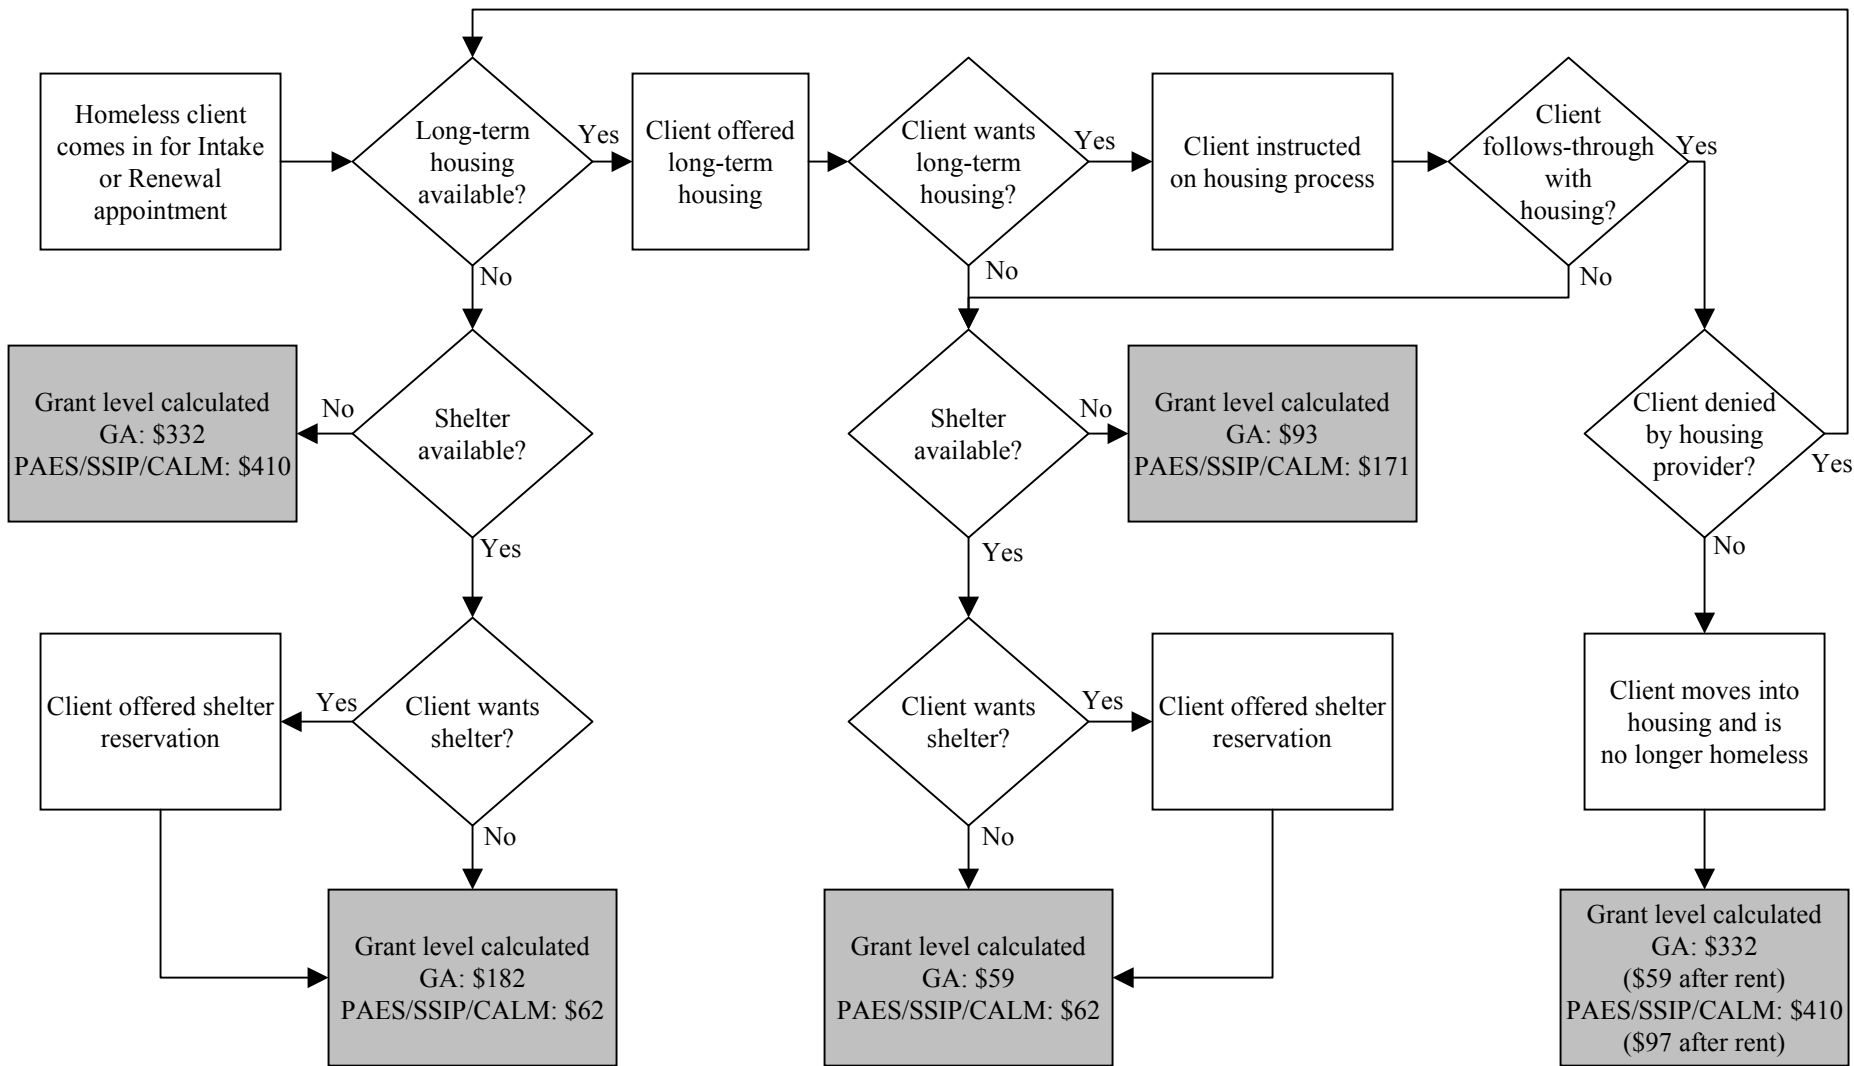 Homeless client
comes in for Intake
or Renewal
appointment
Long-term
housing
available?
Yes
No
Client offered
long-term
housing
Client wants
long-term
housing?
Yes
No
Client instructed
on housing process
Client
follows-through
with
housing?
Yes
No
Grant level calculated
GA: $332
PAES/SSIP/CALM: $410
No
Shelter
available?
Yes
Shelter
available?
No
Yes
Grant level calculated
GA: $93
PAES/SSIP/CALM: $171
Client denied
by housing
provider?
Yes
No
Client offered shelter
reservation
Yes
Client wants
shelter?
No
Client wants
shelter?
Yes
No
Client offered shelter
reservation
Client moves into
housing and is
no longer homeless
Grant level calculated
GA: $182
PAES/SSIP/CALM: $62
Grant level calculated
GA: $59
PAES/SSIP/CALM: $62
Grant level calculated
GA: $332
($59 after rent)
PAES/SSIP/CALM: $410
($97 after rent)